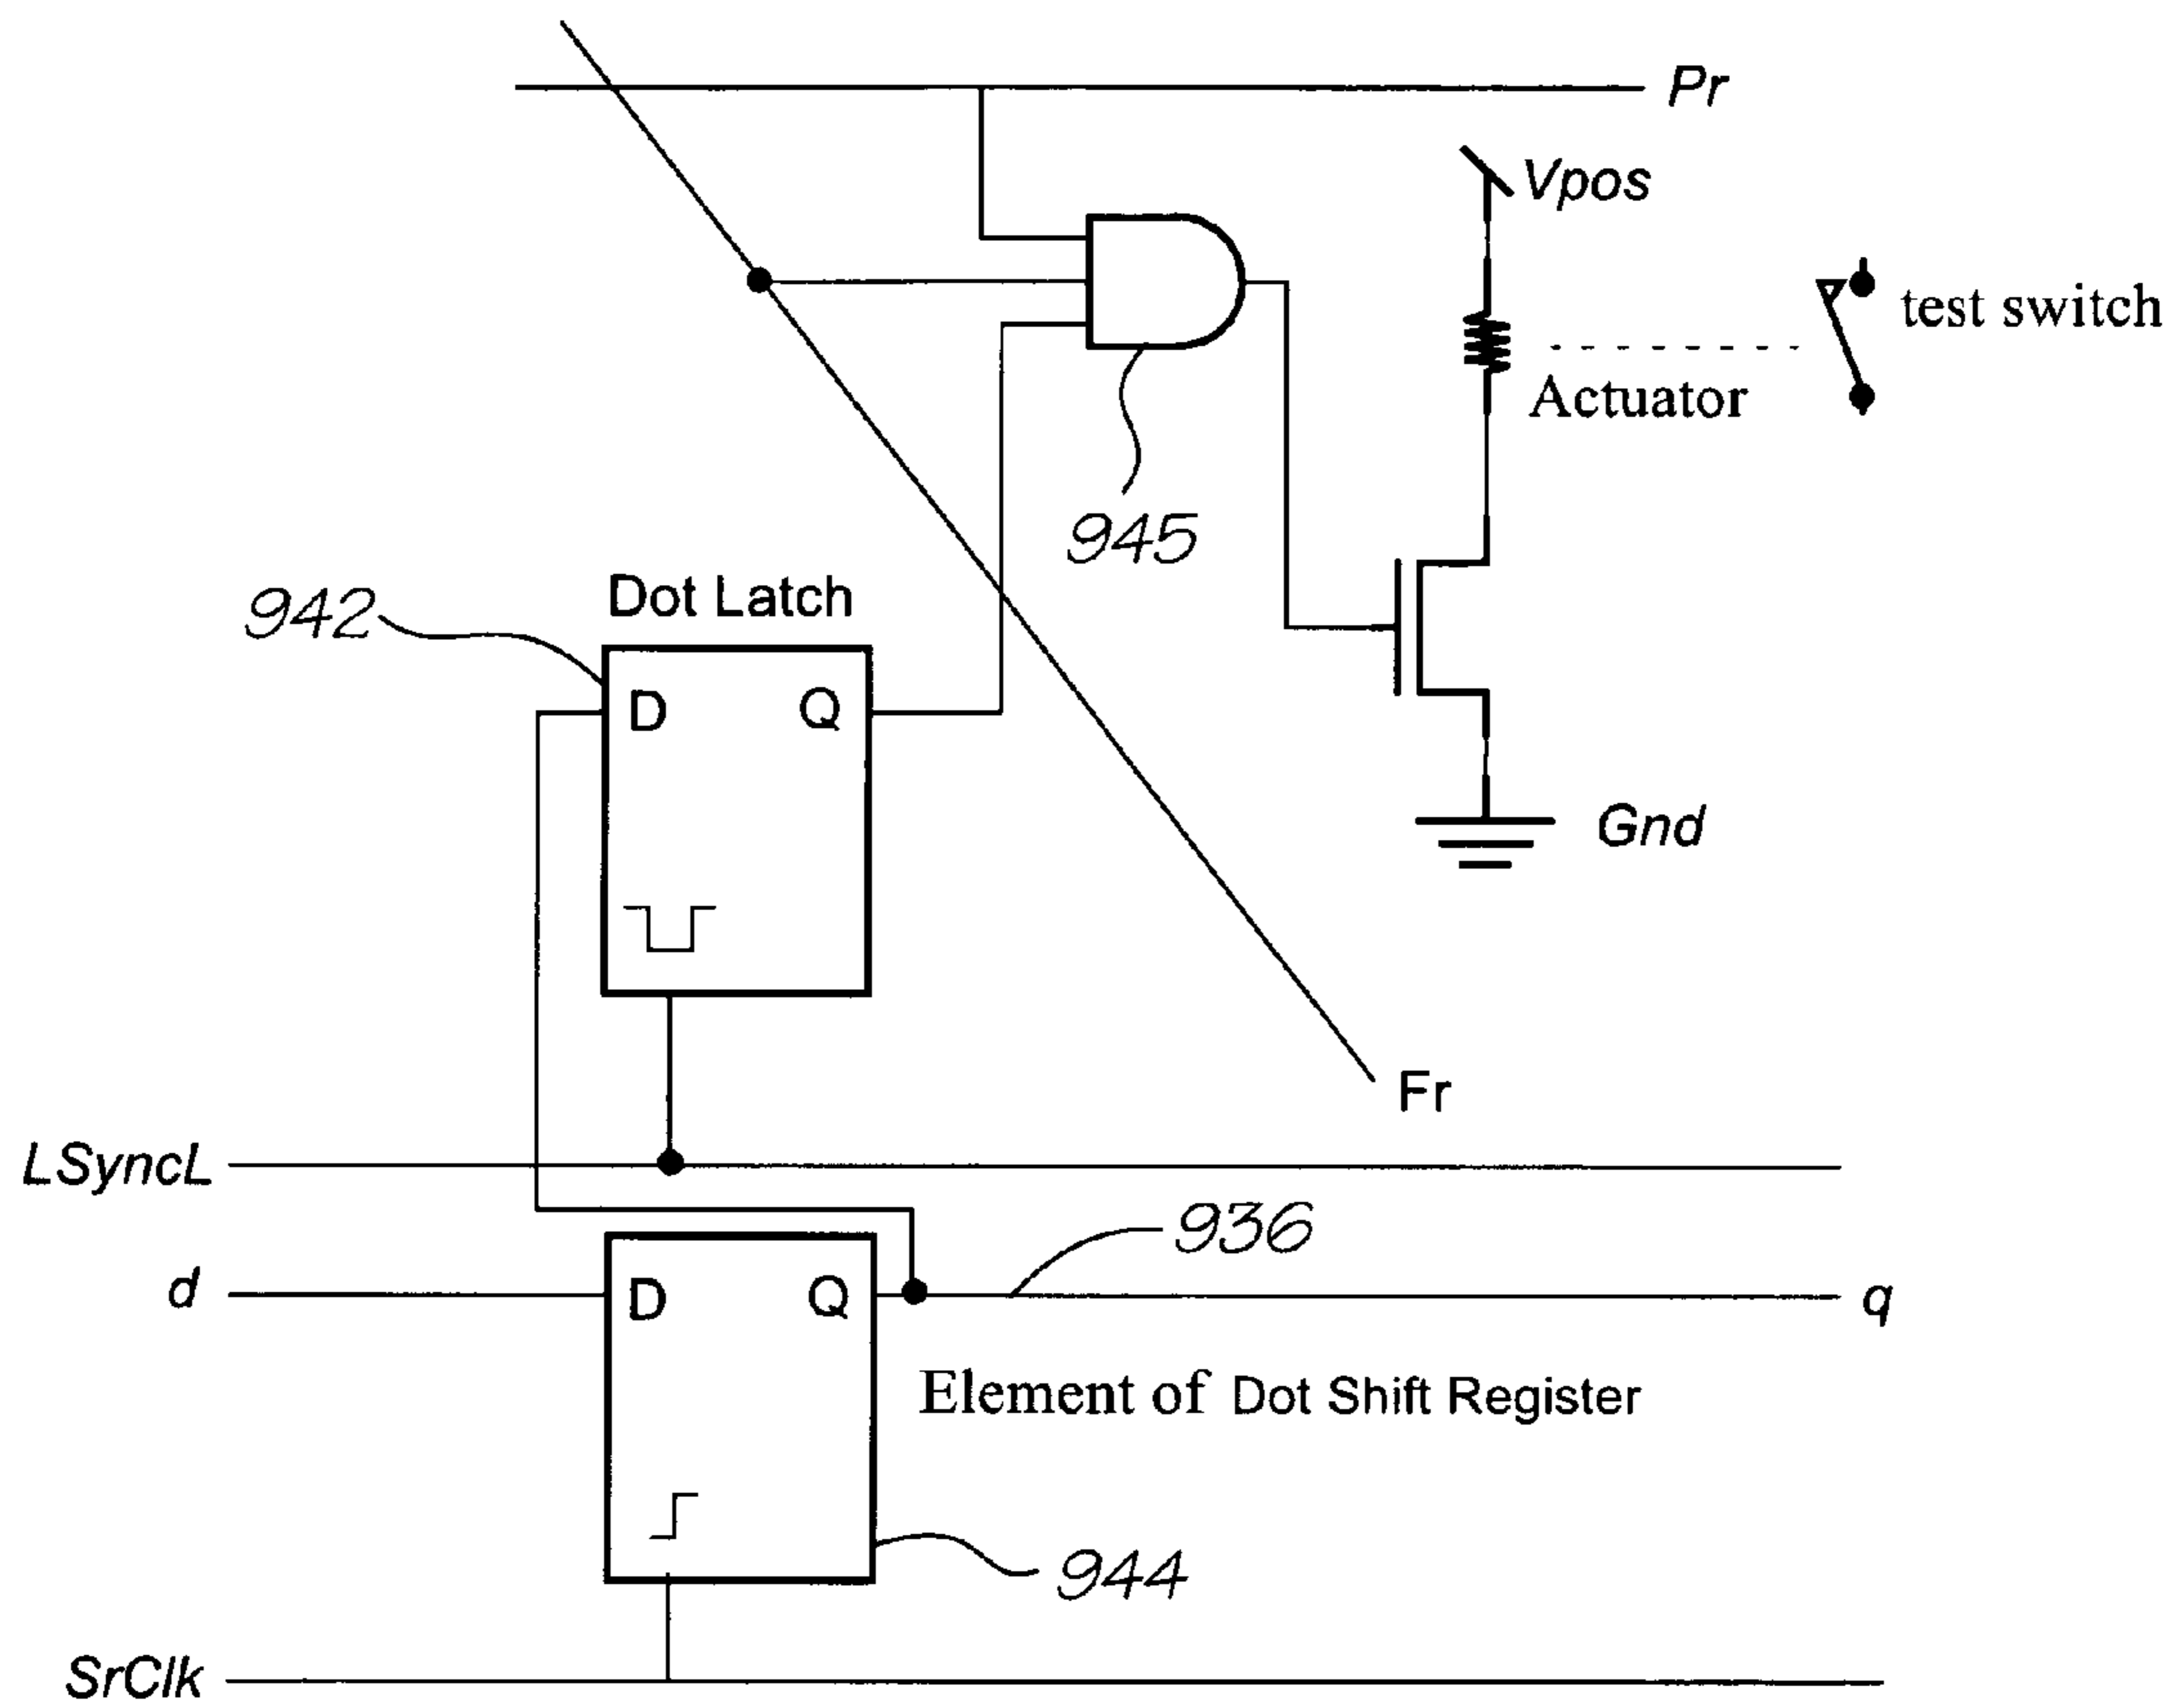 Pr
Vpos
test switch
Actuator
945
942
Dot Latch
D
Q
Gnd
Fr
LSyncL
936
d
D
Q
q
Element of Dot Shift Register
944
SrClk